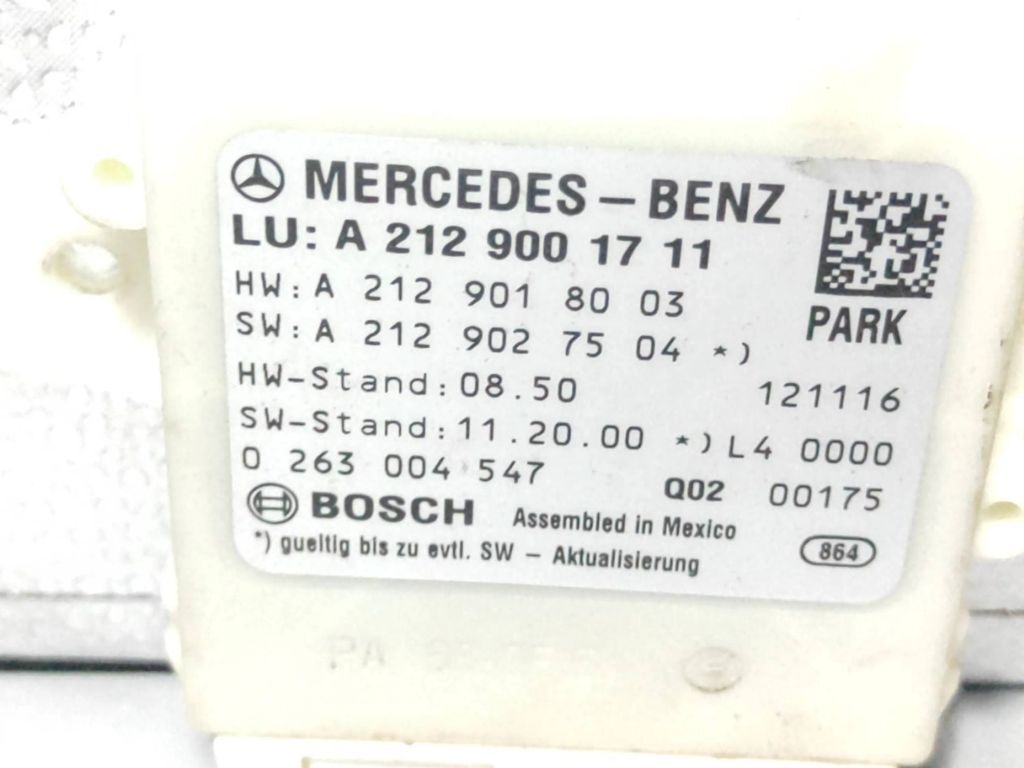 MERCEDES-BENZ
LU: A 212 900 17 11
HW: A 212 901 80 03
SW: A 212 902 75 04 *)
PARK
HW-Stand: 08.50 121116
SW-Stand: 11.20.00 *) L4 0000
0 263 004 547 Q02 00175
BOSCH Assembled in Mexico
*) gueltig bis zu evtl. SW - Aktualisierung
864
PA